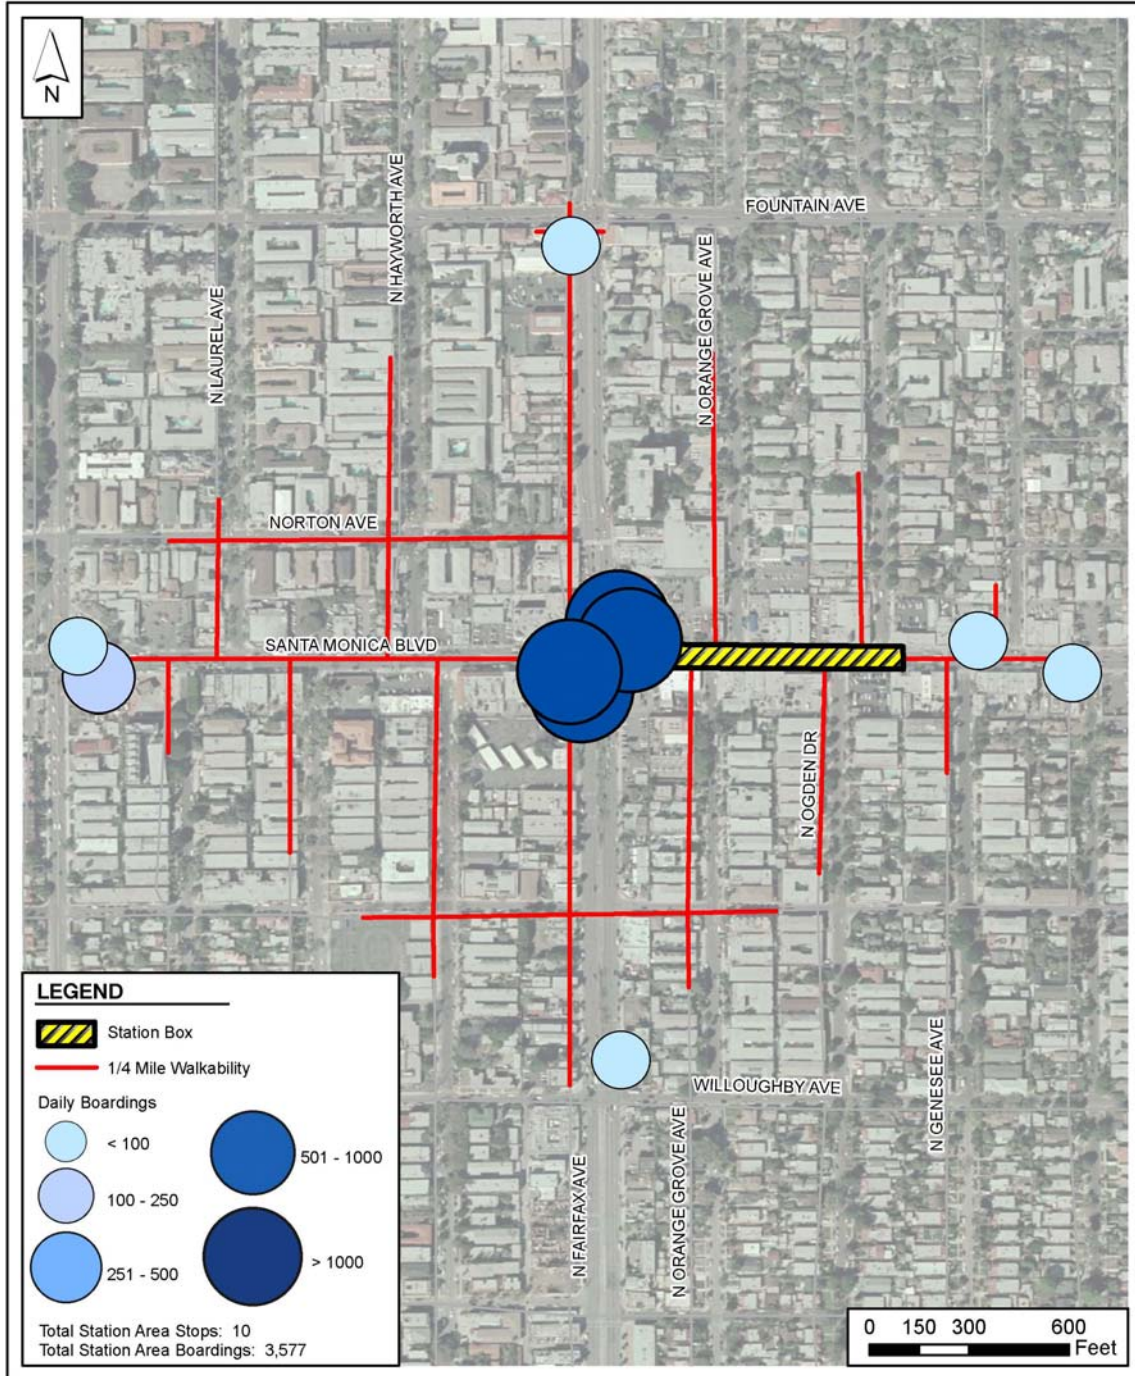 N
FOUNTAIN AVE
N HAYWORTH AVE
N ORANGE GROVE AVE
N LAUREL AVE
NORTON AVE
SANTA MONICA BLVD
N OGDEN DR
LEGEND
Station Box
1/4 Mile Walkability
Daily Boardings
< 100
100 - 250
251 - 500
501 - 1000
> 1000
Total Station Area Stops: 10
Total Station Area Boardings: 3,577
WILLOUGHBY AVE
N GENESEE AVE
N FAIRFAX AVE
N ORANGE GROVE AVE
0 150 300 600
Feet